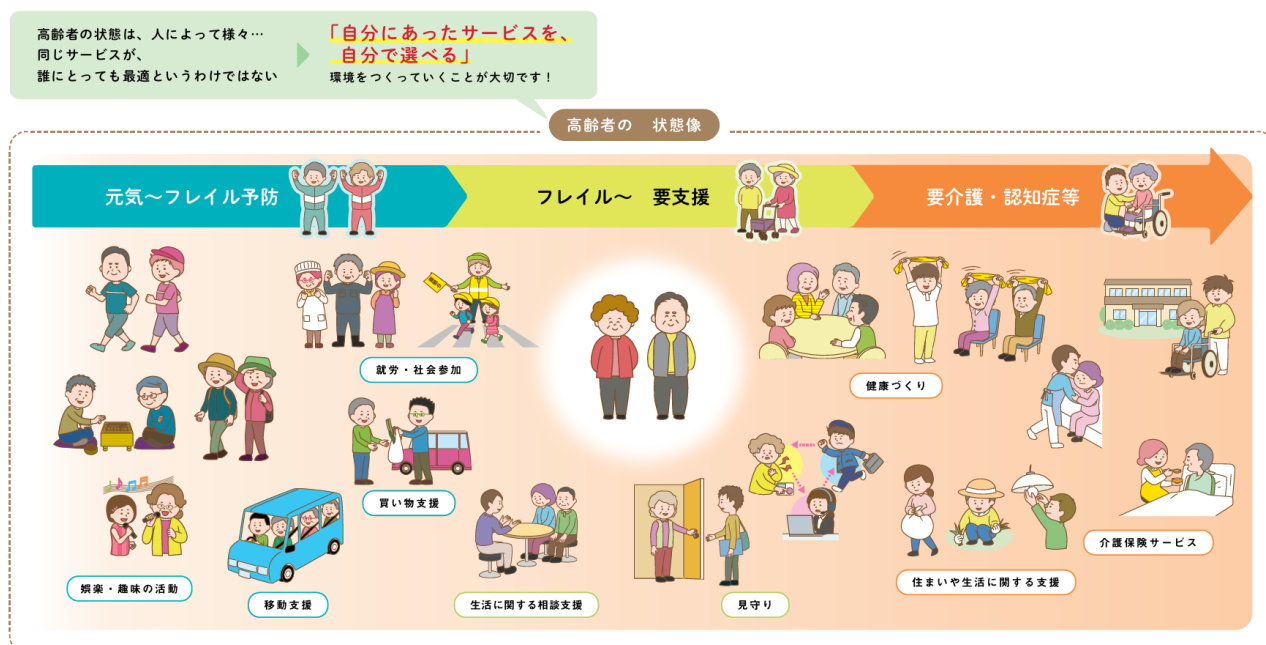 高齢者の状態は、人によって様々…
同じサービスが、
誰にとっても最適というわけではない
「自分にあったサービスを、
自分で選べる」
環境をつくっていくことが大切です！
高齢者の　状態像
元気～フレイル予防
フレイル～　要支援
要介護・認知症等
就労・社会参加
健康づくり
買い物支援
介護保険サービス
娯楽・趣味の活動
移動支援
生活に関する相談支援
見守り
住まいや生活に関する支援